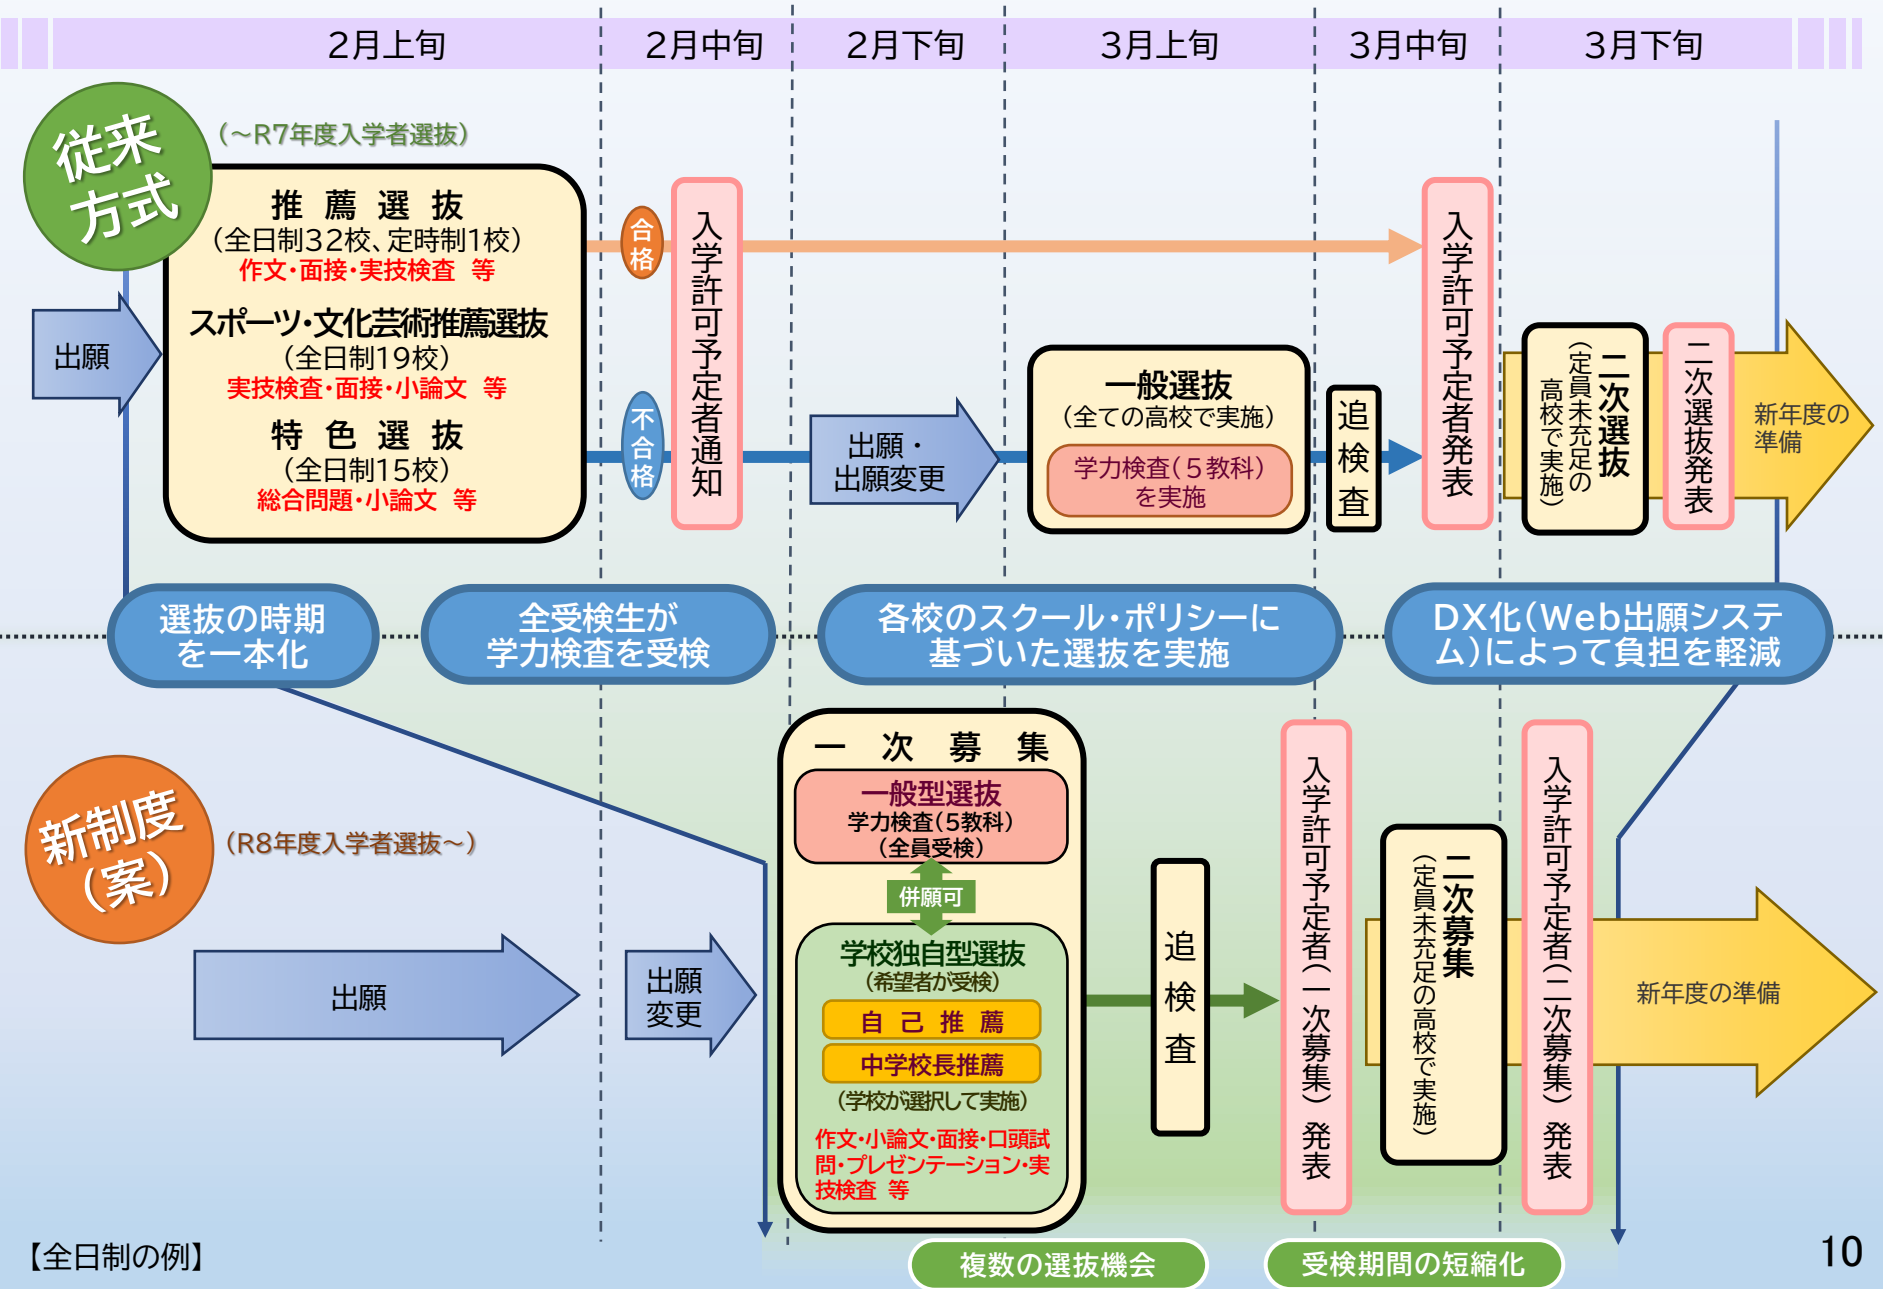 2月上旬
2月中旬
2月下旬
3月上旬
3月中旬
3月下旬
従来
方式
(～R7年度入学者選抜)
出願
推薦選抜
(全日制32校、定時制1校)
作文・面接・実技検査 等
スポーツ・文化芸術推薦選抜
(全日制19校)
実技検査・面接・小論文 等
特色選抜
(全日制15校)
総合問題・小論文 等
合格
不合格
入学許可予定者通知
出願・
出願変更
一般選抜
(全ての高校で実施)
学力検査(5教科)
を実施
追検査
入学許可予定者発表
二次選抜
(定員未充足の
高校で実施)
二次選抜発表
新年度の
準備
選抜の時期
を一本化
全受検生が
学力検査を受検
各校のスクール・ポリシーに
基づいた選抜を実施
DX化(Web出願システ
ム)によって負担を軽減
新制度
(案)
(R8年度入学者選抜～)
出願
出願
変更
一次募集
一般型選抜
学力検査(5教科)
(全員受検)
併願可
学校独自型選抜
(希望者が受検)
自己推薦
中学校長推薦
(学校が選択して実施)
作文・小論文・面接・口頭試
問・プレゼンテーション・実
技検査 等
追検査
入学許可予定者(一次募集)発表
二次募集
(定員未充足の高校で実施)
入学許可予定者(二次募集)発表
新年度の準備
【全日制の例】
複数の選抜機会
受検期間の短縮化
10